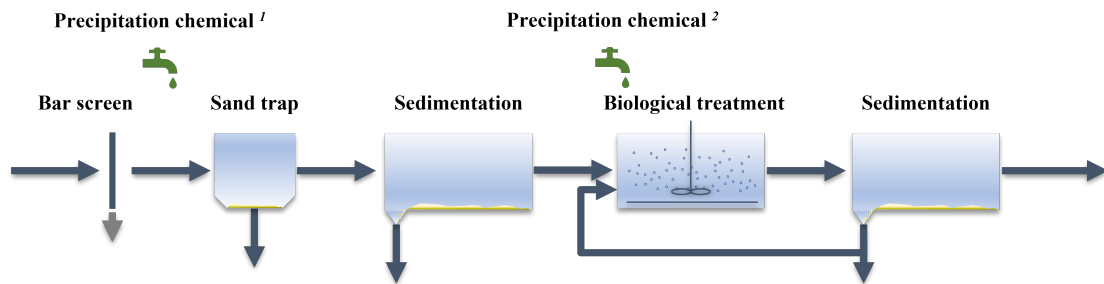 Precipitation chemical 1
Precipitation chemical 2
Bar screen
Sand trap
Sedimentation
Biological treatment
Sedimentation